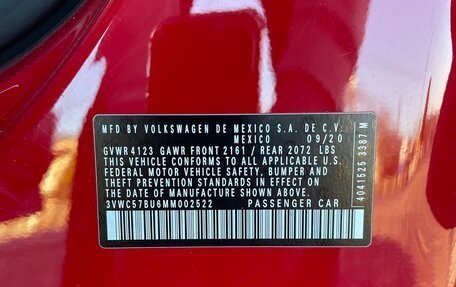 MFD BY VOLKSWAGEN DE MEXICO S.A. DE C.V.
MEXICO 09/20
GVWR 4123 GAWR FRONT 2161 / REAR 2072 LBS
THIS VEHICLE CONFORMS TO ALL APPLICABLE U.S.
FEDERAL MOTOR VEHICLE SAFETY, BUMPER AND
THEFT PREVENTION STANDARDS IN EFFECT ON THE
DATE OF MANUFACTURE SHOWN ABOVE.
3VWC57BU6MM002522 PASSENGER CAR
4041E25 3387 M